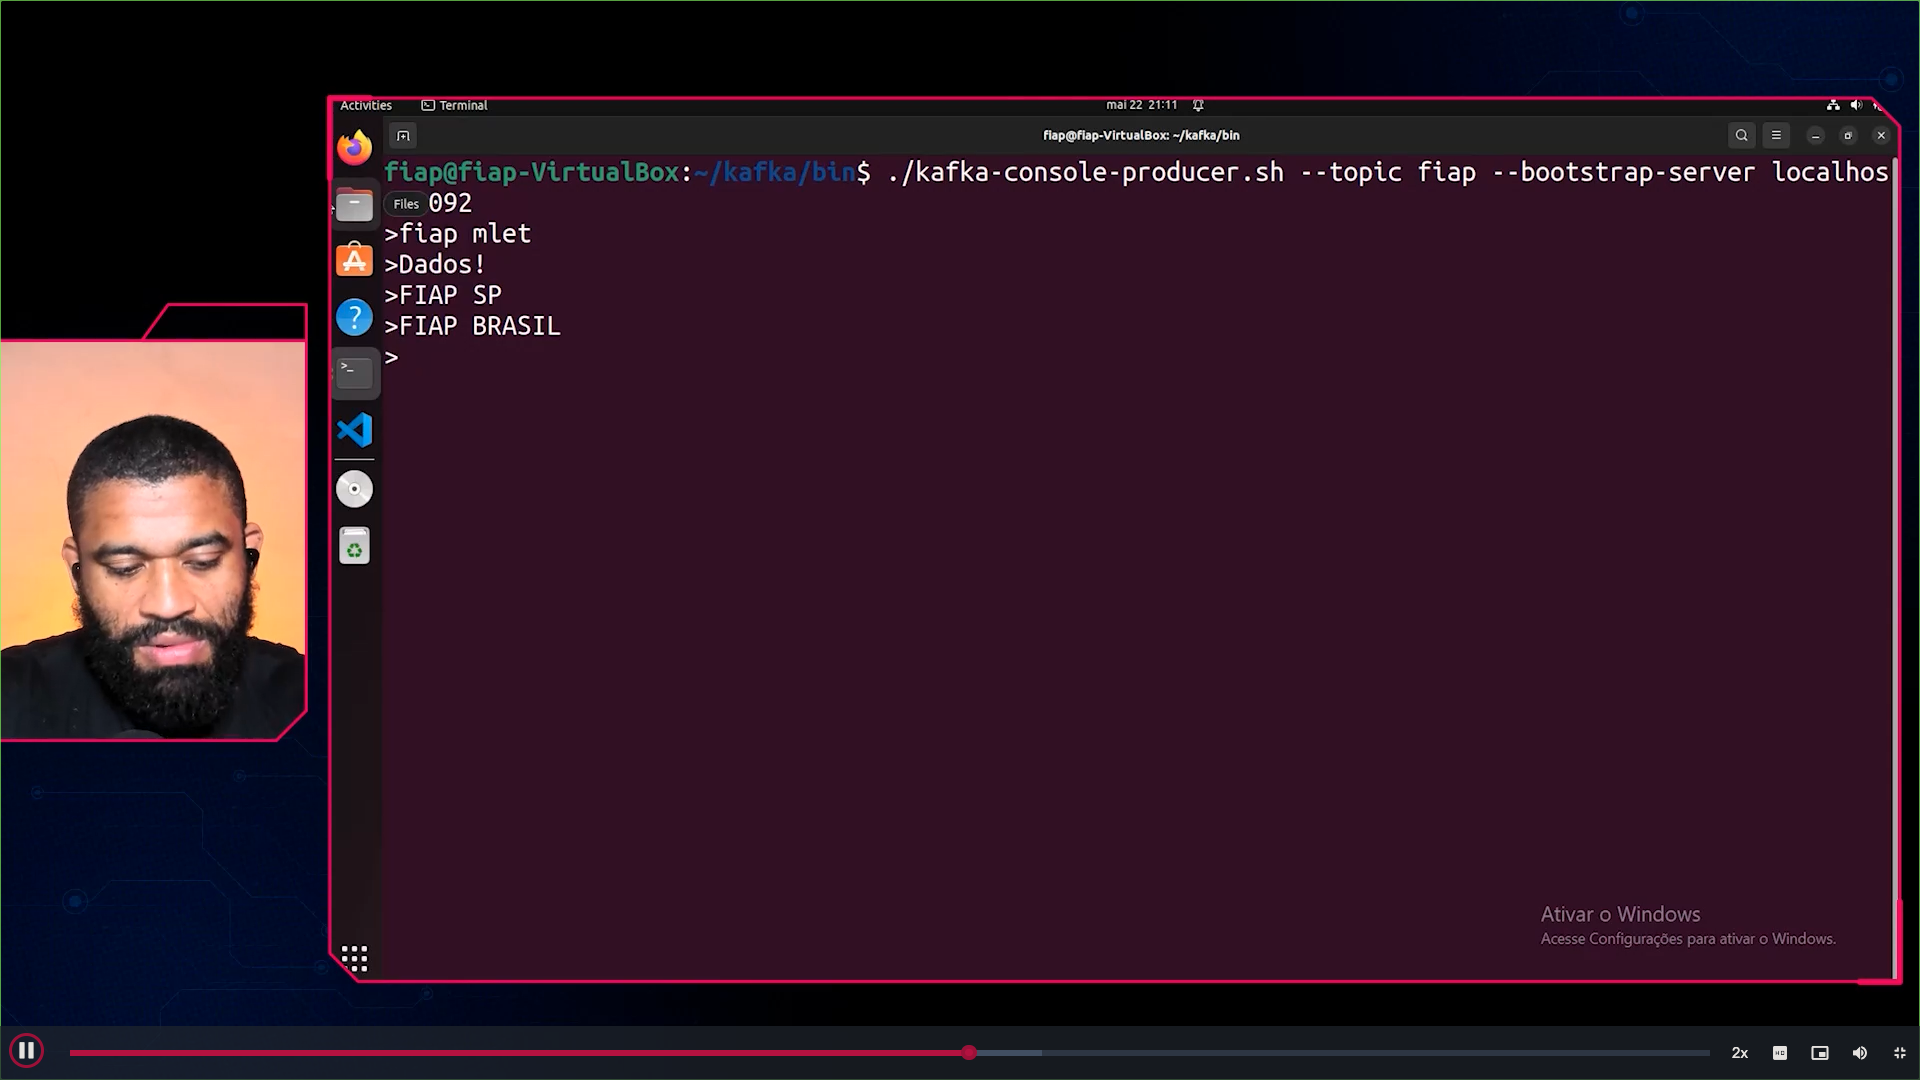 Activities
Terminal
mai 22 21:11
fiap@fiap-VirtualBox: ~/kafka/bin
fiap@fiap-VirtualBox:~/kafka/bin$ ./kafka-console-producer.sh --topic fiap --bootstrap-server localhos
Files
092
>fiap mlet
>Dados!
>FIAP SP
>FIAP BRASIL
>
Ativar o Windows
Acesse Configurações para ativar o Windows.
2x
HD